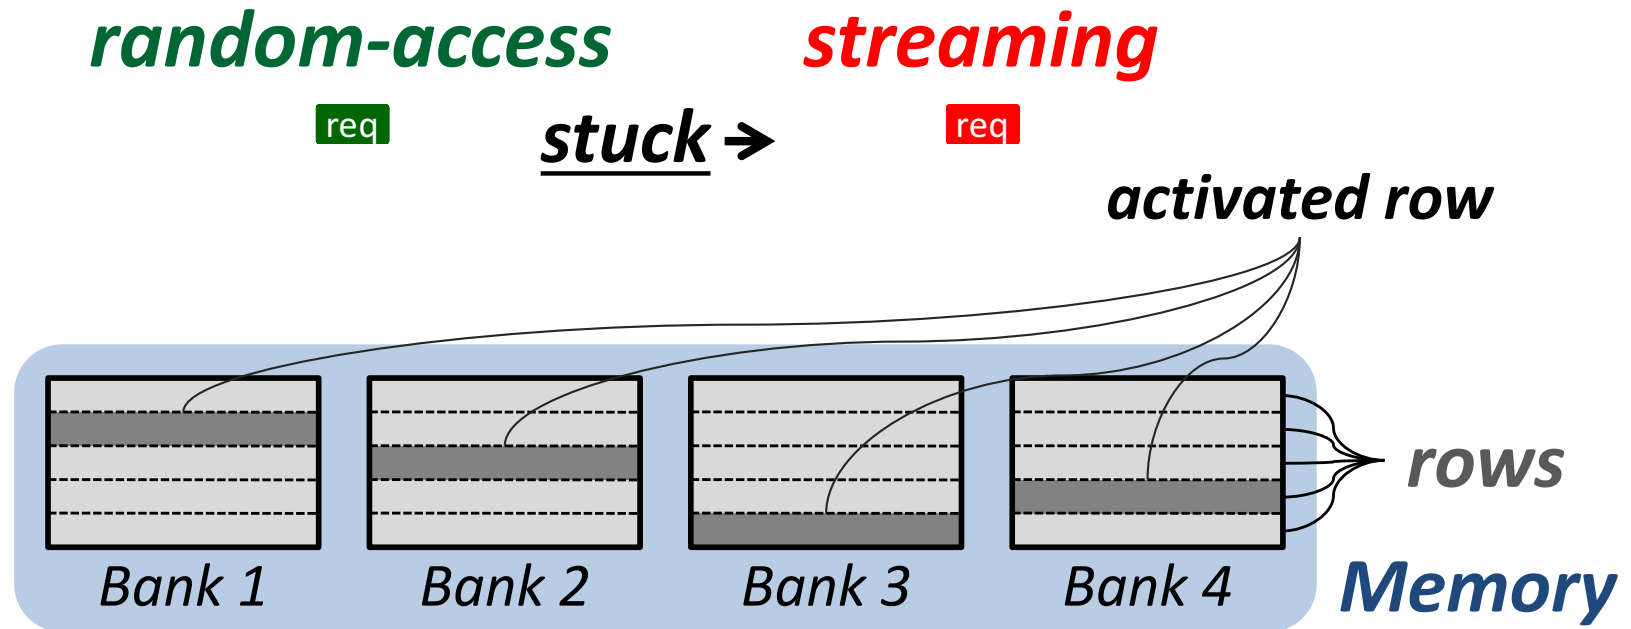 random-access
streaming
req
stuck →
req
activated row
rows
Bank 1
Bank 2
Bank 3
Bank 4
Memory